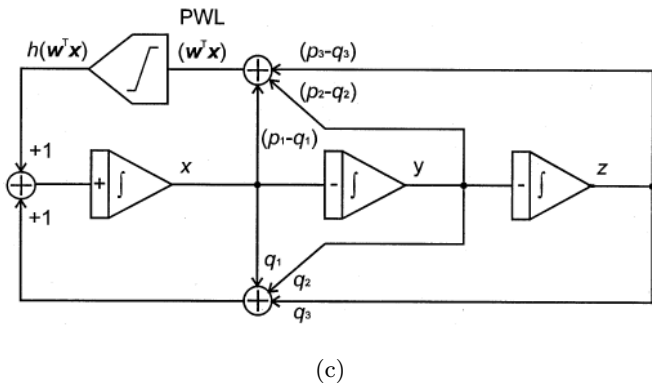 PWL
h(wᵀx)
(wᵀx)
(p₃-q₃)
(p₂-q₂)
(p₁-q₁)
+1
+ ∫
x
- ∫
y
- ∫
z
+1
q₁
q₂
q₃
(c)